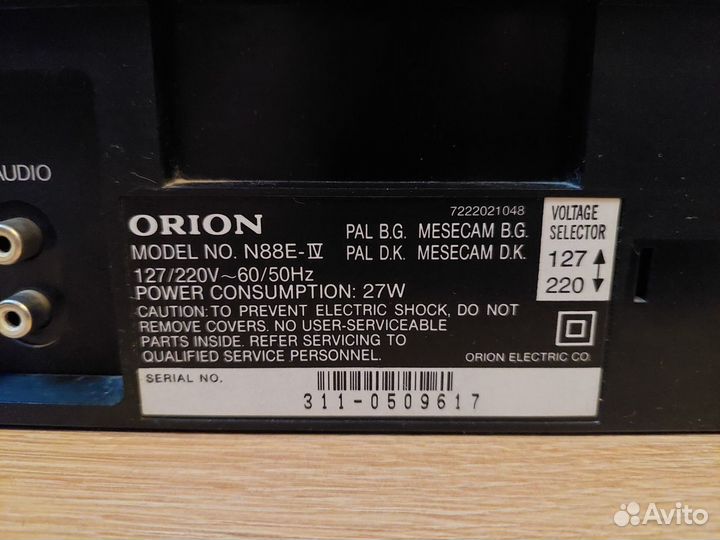 AUDIO
7222021048
ORION
PAL B.G. MESECAM B.G.
MODEL NO. N88E-IV PAL D.K. MESECAM D.K.
127/220V~60/50Hz
POWER CONSUMPTION: 27W
CAUTION: TO PREVENT ELECTRIC SHOCK, DO NOT
REMOVE COVERS. NO USER-SERVICEABLE
PARTS INSIDE. REFER SERVICING TO
QUALIFIED SERVICE PERSONNEL.
ORION ELECTRIC CO.
VOLTAGE
SELECTOR
127
220
SERIAL NO.
311-0509617
Avito